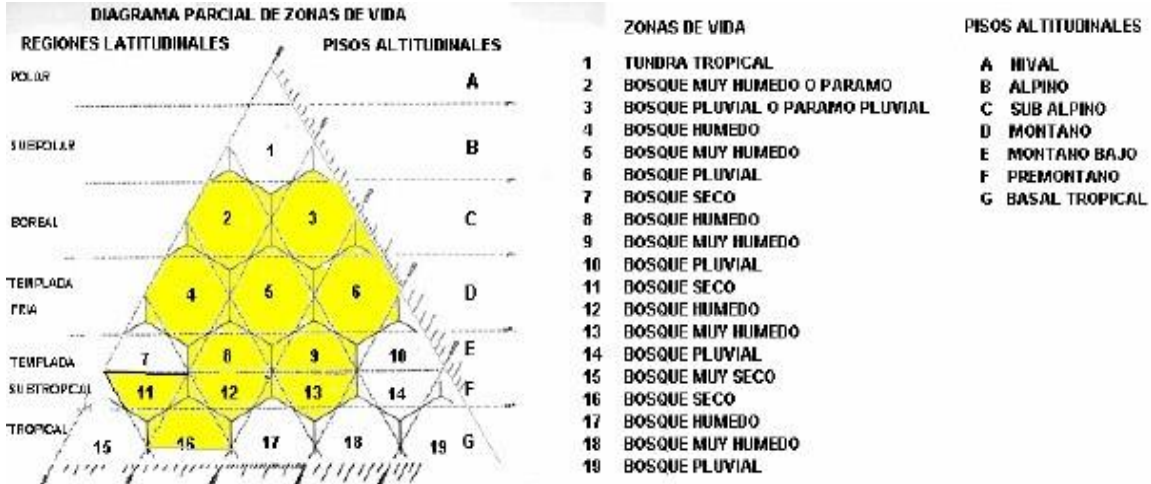 DIAGRAMA PARCIAL DE ZONAS DE VIDA
REGIONES LATITUDINALES
PISOS ALTITUDINALES
POLAR
A
SUBPOLAR
1
B
BOREAL
2
3
C
TEMPLADA
FRIA
4
5
6
D
TEMPLADA
7
8
9
10
E
SUBTROPICAL
11
12
13
14
F
TROPICAL
15
16
17
18
19
G
ZONAS DE VIDA
1 TUNDRA TROPICAL
2 BOSQUE MUY HUMEDO O PARAMO
3 BOSQUE PLUVIAL O PARAMO PLUVIAL
4 BOSQUE HUMEDO
5 BOSQUE MUY HUMEDO
6 BOSQUE PLUVIAL
7 BOSQUE SECO
8 BOSQUE HUMEDO
9 BOSQUE MUY HUMEDO
10 BOSQUE PLUVIAL
11 BOSQUE SECO
12 BOSQUE HUMEDO
13 BOSQUE MUY HUMEDO
14 BOSQUE PLUVIAL
15 BOSQUE MUY SECO
16 BOSQUE SECO
17 BOSQUE HUMEDO
18 BOSQUE MUY HUMEDO
19 BOSQUE PLUVIAL
PISOS ALTITUDINALES
A NIVAL
B ALPINO
C SUB ALPINO
D MONTANO
E MONTANO BAJO
F PREMONTANO
G BASAL TROPICAL